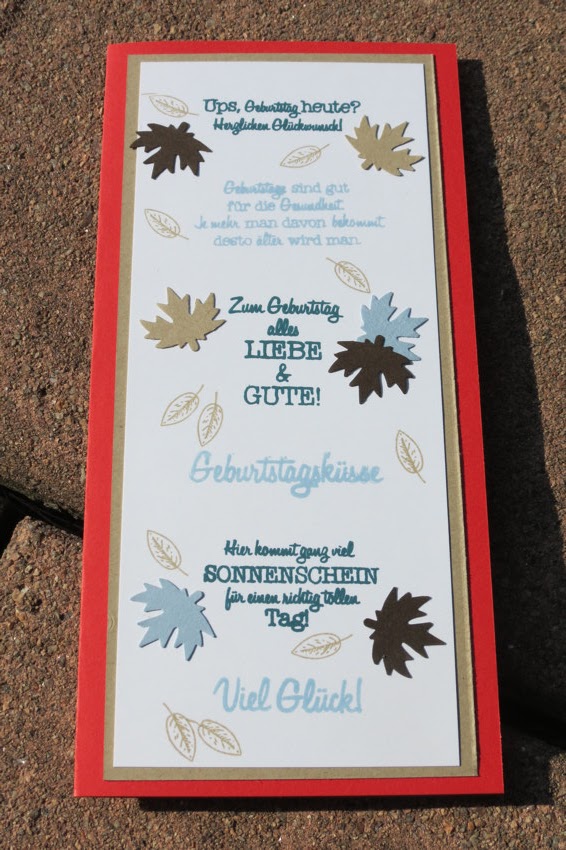 Ups, Geburtstag heute?
Herzlichen Glückwunsch!
Geburtstage sind gut
für die Gesundheit.
Je mehr man davon bekommt
desto älter wird man.
Zum Geburtstag
alles
LIEBE
&
GUTE!
Geburtstagsküsse
Hier kommt ganz viel
SONNENSCHEIN
für einen richtig tollen
Tag!
Viel Glück!